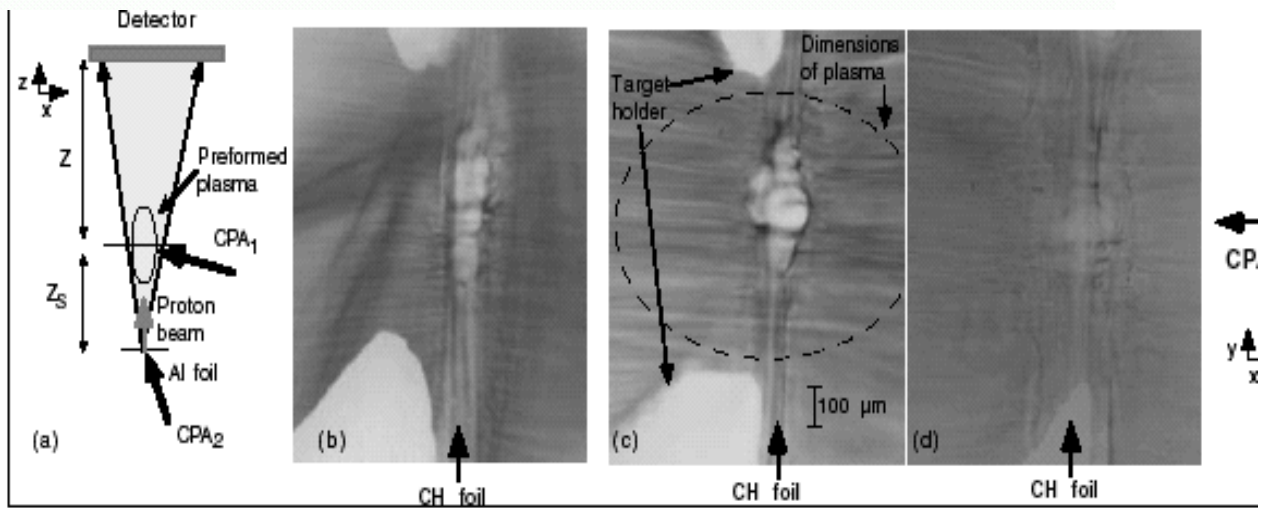 Detector
z
x
Z
Preformed
plasma
CPA1
ZS
Proton
beam
Al foil
CPA2
(a)
(b)
CH foil
Target
holder
Dimensions
of plasma
100 µm
(c)
CH foil
(d)
CH foil
CPA
y
x